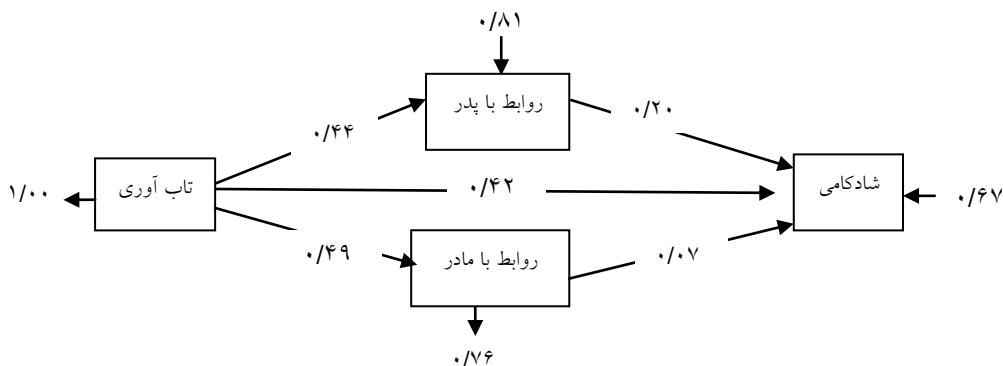 ۰/۸۱
روابط با پدر
۰/۲۰
۰/۴۴
تاب آوری
۱/۰۰
۰/۴۲
شادکامی
۰/۶۷
روابط با مادر
۰/۴۹
۰/۰۷
۰/۷۶